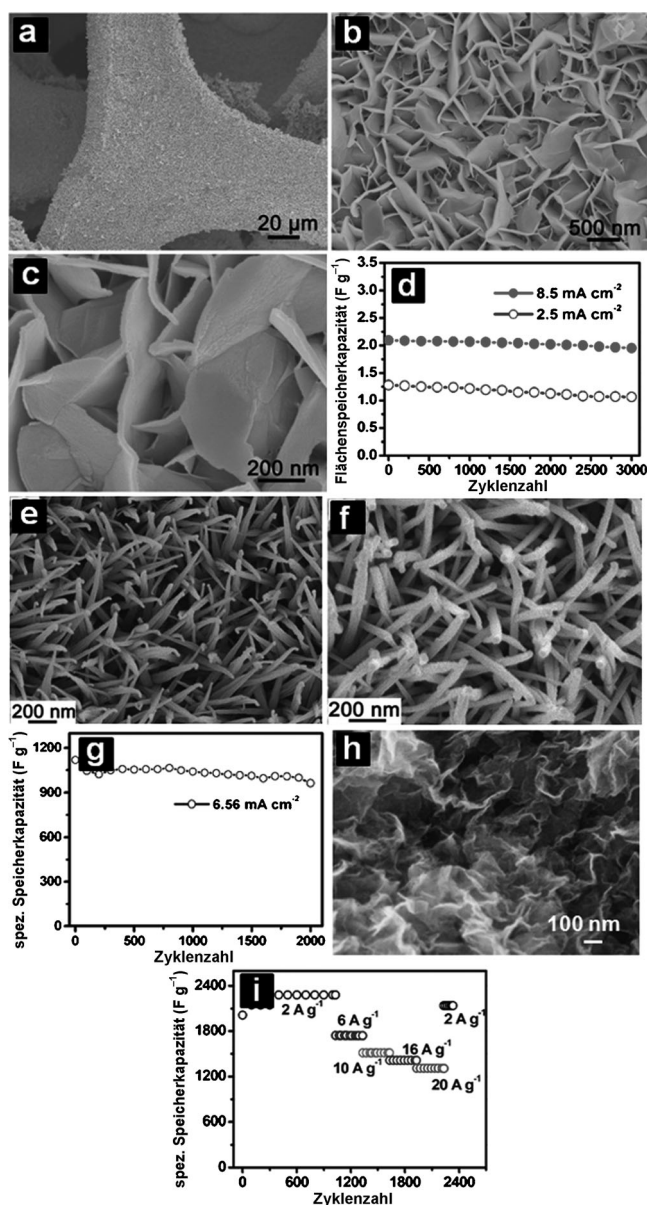 a
20 µm
b
500 nm
c
200 nm
d
Flächenspeicherkapazität (F g⁻¹)
3.5
3.0
2.5
2.0
1.5
1.0
0.5
0.0
8.5 mA cm⁻²
2.5 mA cm⁻²
0 500 1000 1500 2000 2500 3000
Zyklenzahl
e
200 nm
f
200 nm
g
spez. Speicherkapazität (F g⁻¹)
1200
900
600
300
0
6.56 mA cm⁻²
0 500 1000 1500 2000
Zyklenzahl
h
100 nm
i
spez. Speicherkapazität (F g⁻¹)
2400
1800
1200
600
0
2 A g⁻¹
6 A g⁻¹
10 A g⁻¹
16 A g⁻¹
20 A g⁻¹
2 A g⁻¹
0 600 1200 1800 2400
Zyklenzahl